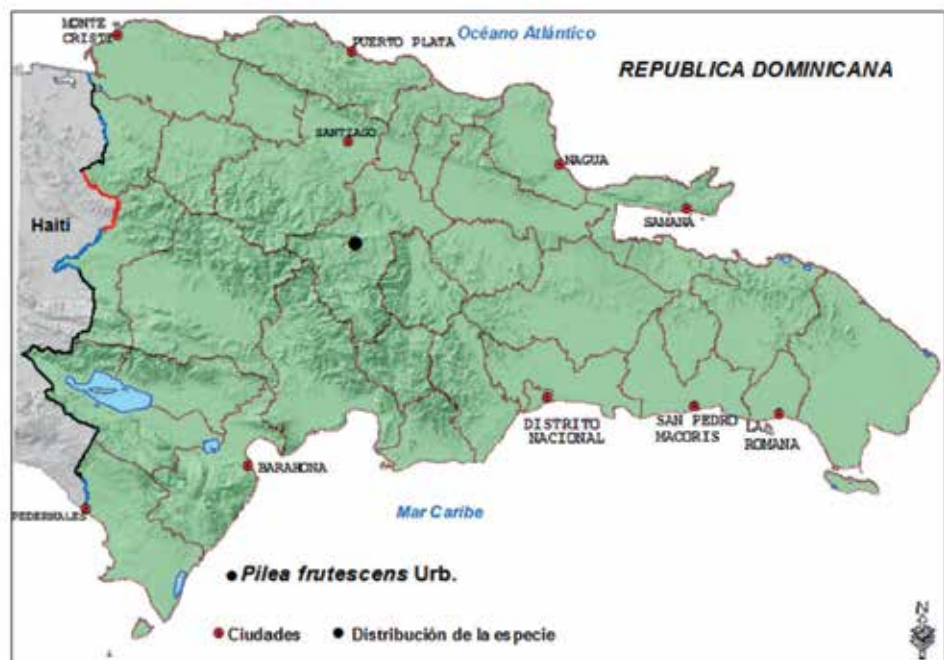 MONTE
CRISTI
PUERTO PLATA
Océano Atlántico
REPUBLICA DOMINICANA
SANTIAGO
NAGUA
SAMANA
Haití
DISTRITO
NACIONAL
SAN PEDRO
MACORIS
LA
ROMANA
BARAHONA
PEDERNALES
Mar Caribe
Pilea frutescens Urb.
Ciudades
Distribución de la especie